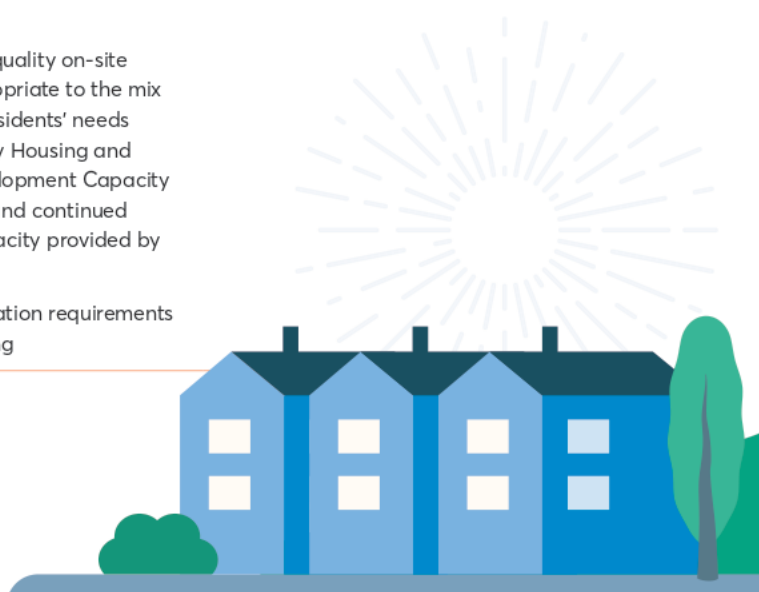 quality on-site
opriate to the mix
sidents' needs
y Housing and
lopment Capacity
nd continued
acity provided by
ation requirements
ng